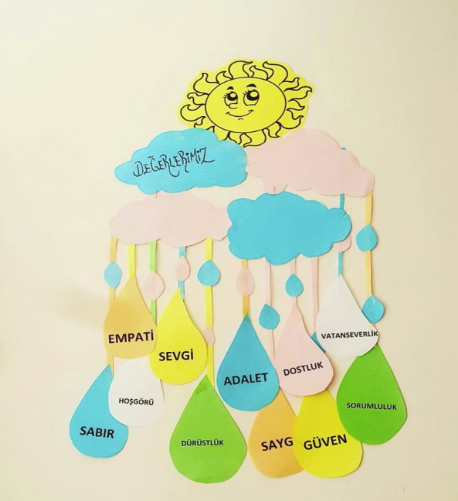 DEĞERLERİMİZ
EMPATİ
SEVGİ
VATANSEVERLİK
ADALET
DOSTLUK
HOŞGÖRÜ
SORUMLULUK
SABIR
DÜRÜSTLÜK
SAYG
GÜVEN